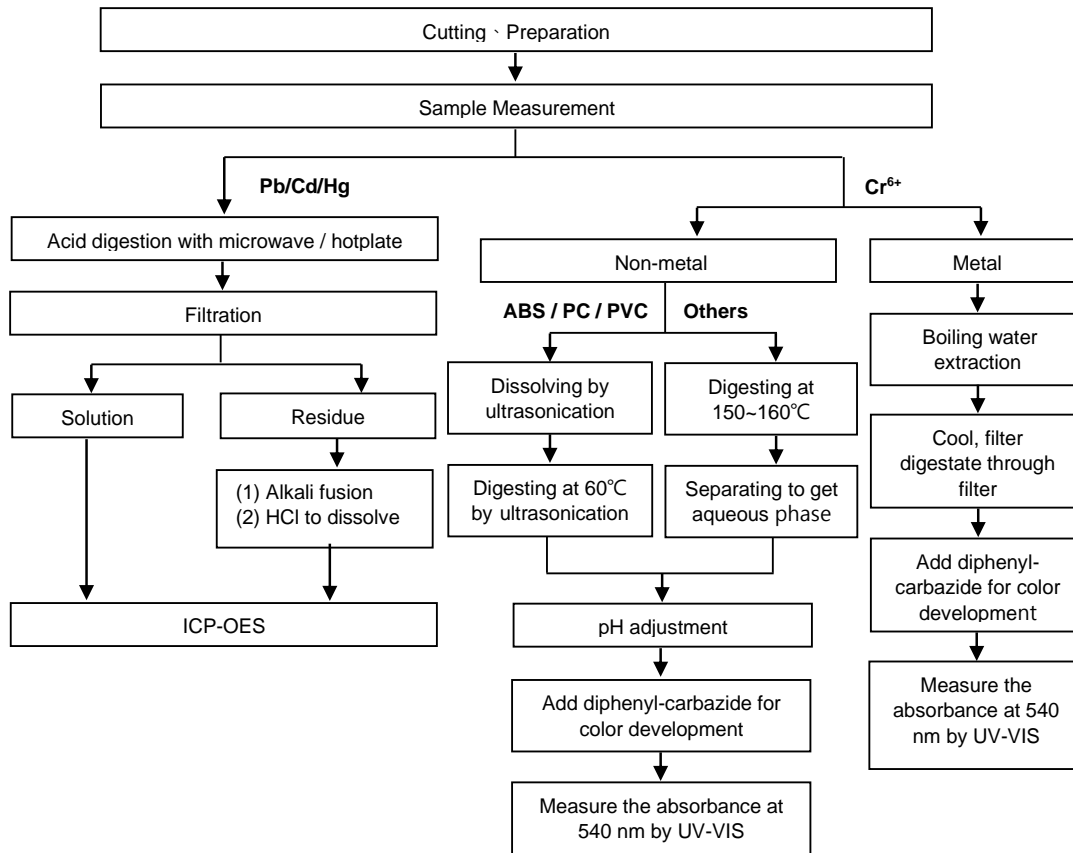 Cutting、Preparation
Sample Measurement
Pb/Cd/Hg
Acid digestion with microwave / hotplate
Filtration
Solution
Residue
(1) Alkali fusion
(2) HCl to dissolve
ICP-OES
Cr⁶⁺
Non-metal
ABS / PC / PVC
Others
Dissolving by
ultrasonication
Digesting at 60℃
by ultrasonication
Digesting at
150~160℃
Separating to get
aqueous phase
pH adjustment
Add diphenyl-carbazide for
color development
Measure the absorbance at
540 nm by UV-VIS
Metal
Boiling water
extraction
Cool, filter
digestate through
filter
Add diphenyl-
carbazide for color
development
Measure the
absorbance at 540
nm by UV-VIS